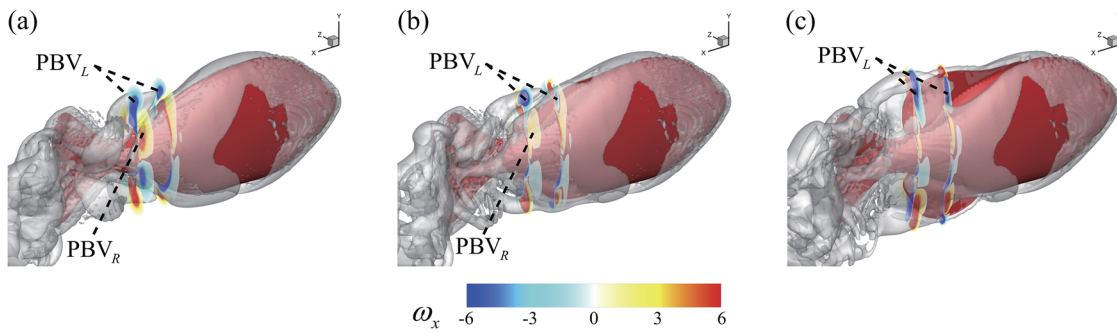 (a)
PBV_L
PBV_R
Y
Z
X
(b)
PBV_L
PBV_R
Y
Z
X
(c)
PBV_L
Y
Z
X
ω_x
-6 -3 0 3 6